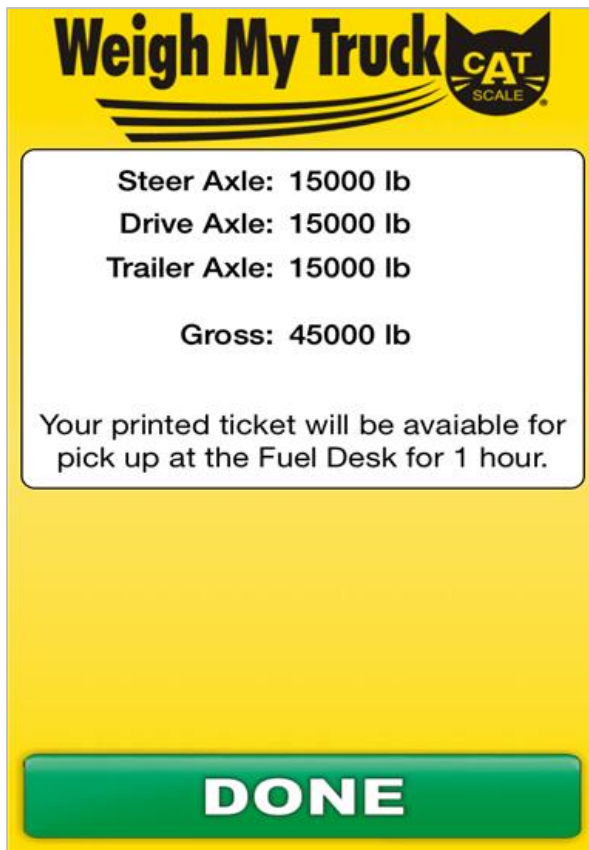 Weigh My Truck
CAT
SCALE
Steer Axle: 15000 lb
Drive Axle: 15000 lb
Trailer Axle: 15000 lb
Gross: 45000 lb
Your printed ticket will be avaiable for
pick up at the Fuel Desk for 1 hour.
DONE